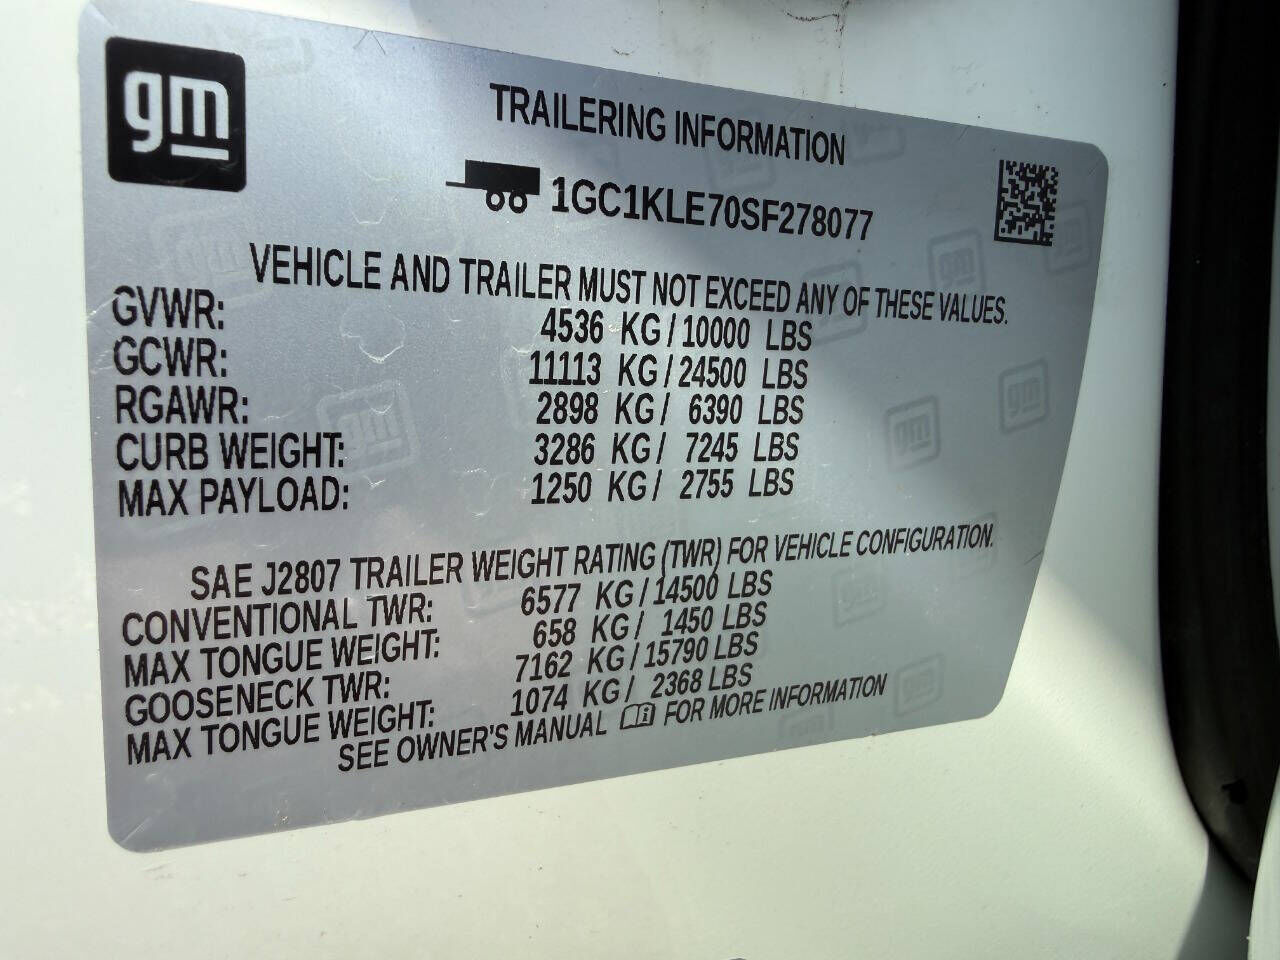 gm
TRAILERING INFORMATION
1GC1KLE70SF278077
VEHICLE AND TRAILER MUST NOT EXCEED ANY OF THESE VALUES.
GVWR: 4536 KG / 10000 LBS
GCWR: 11113 KG / 24500 LBS
RGAWR: 2898 KG / 6390 LBS
CURB WEIGHT: 3286 KG / 7245 LBS
MAX PAYLOAD: 1250 KG / 2755 LBS
SAE J2807 TRAILER WEIGHT RATING (TWR) FOR VEHICLE CONFIGURATION.
CONVENTIONAL TWR: 6577 KG / 14500 LBS
MAX TONGUE WEIGHT: 658 KG / 1450 LBS
GOOSENECK TWR: 7162 KG / 15790 LBS
MAX TONGUE WEIGHT: 1074 KG / 2368 LBS
SEE OWNER'S MANUAL FOR MORE INFORMATION